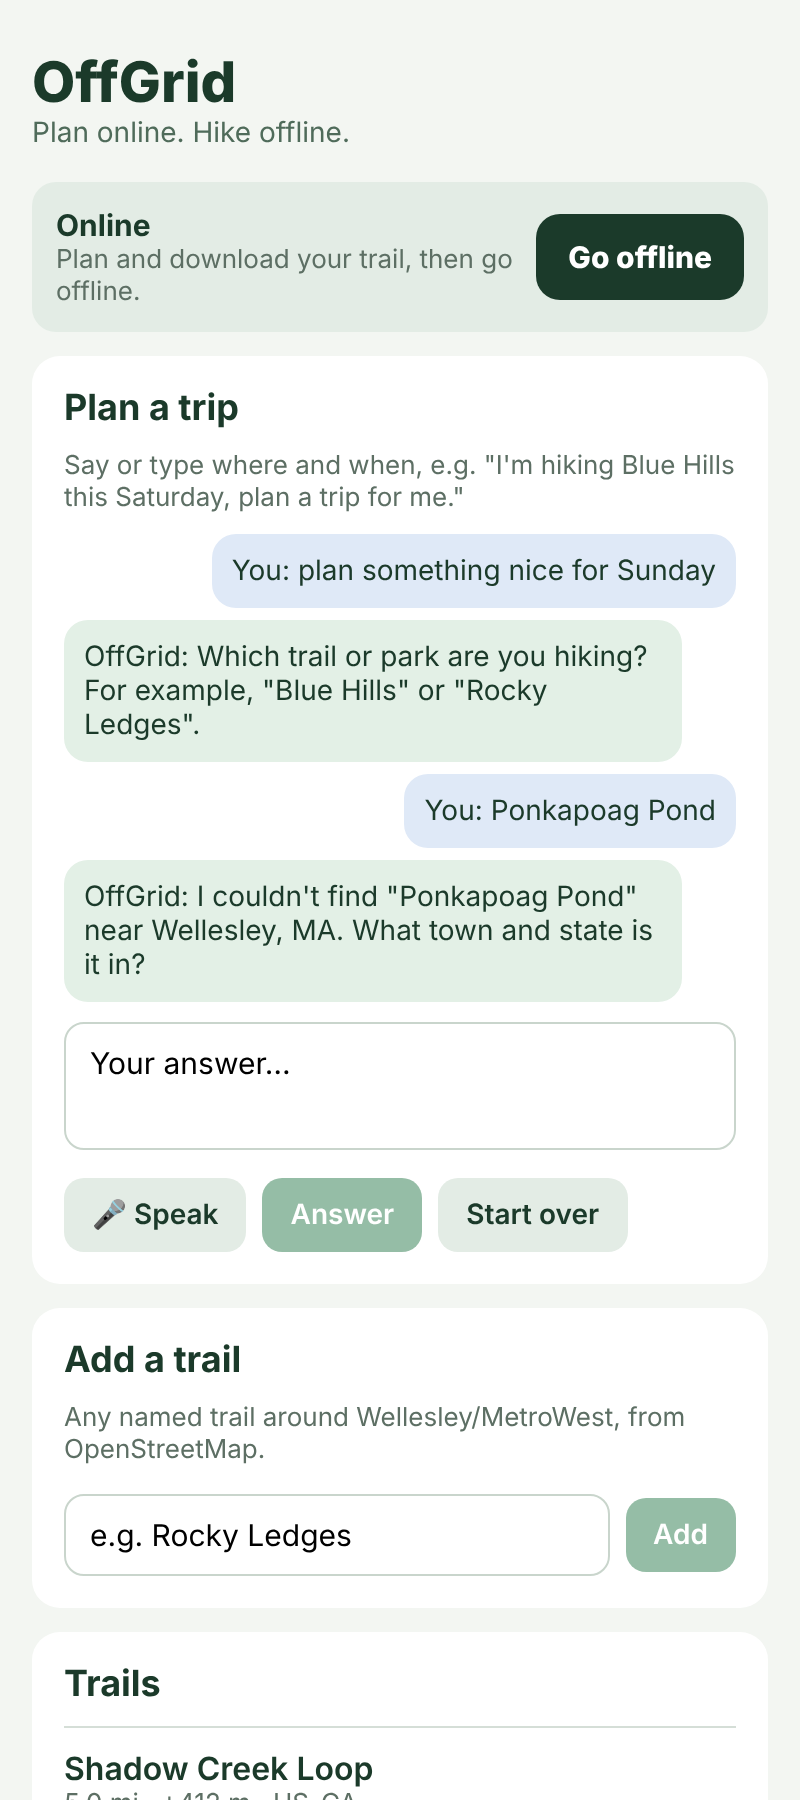 OffGrid
Plan online. Hike offline.
Online
Plan and download your trail, then go
offline.
Go offline
Plan a trip
Say or type where and when, e.g. "I'm hiking Blue Hills
this Saturday, plan a trip for me."
You: plan something nice for Sunday
OffGrid: Which trail or park are you hiking?
For example, "Blue Hills" or "Rocky
Ledges".
You: Ponkapoag Pond
OffGrid: I couldn't find "Ponkapoag Pond"
near Wellesley, MA. What town and state is
it in?
Your answer...
🎤 Speak
Answer
Start over
Add a trail
Any named trail around Wellesley/MetroWest, from
OpenStreetMap.
e.g. Rocky Ledges
Add
Trails
Shadow Creek Loop